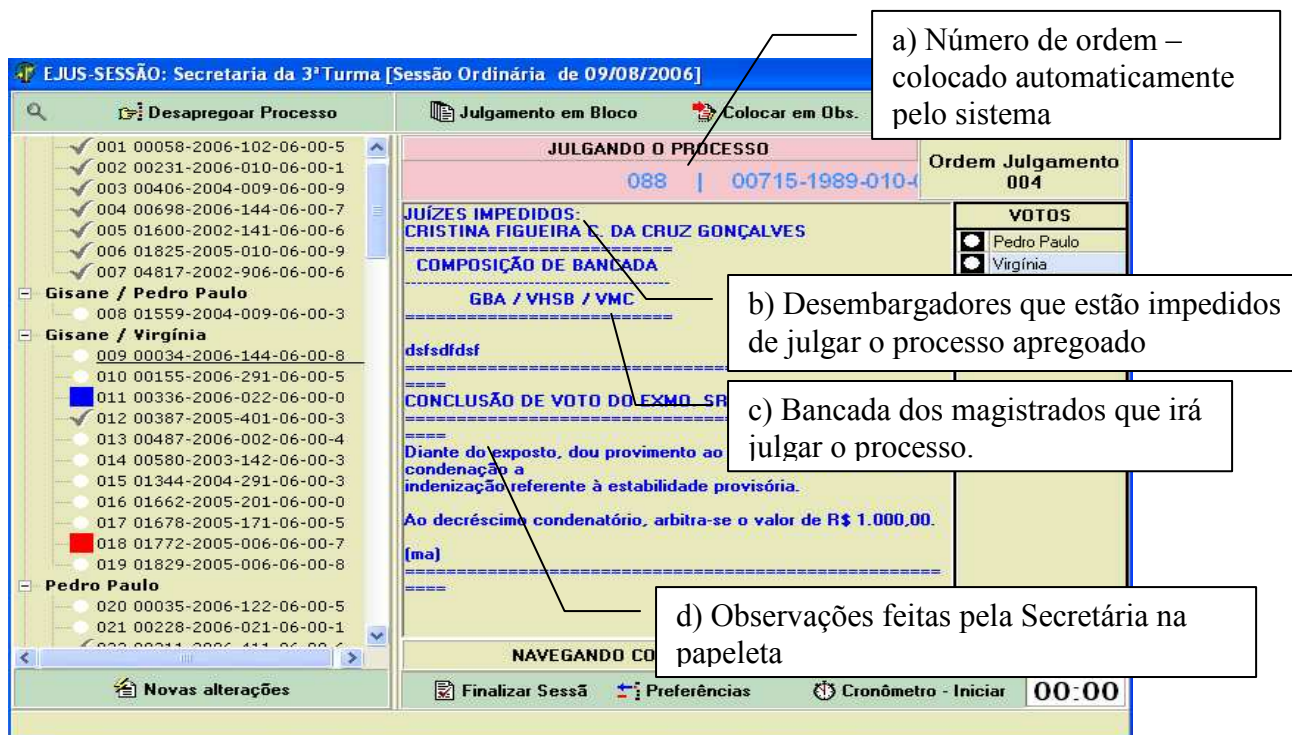 a) Número de ordem –
colocado automaticamente
pelo sistema
EJUS-SESSÃO: Secretaria da 3ªTurma [Sessão Ordinária de 09/08/2006]
Desapregoar Processo
Julgamento em Bloco
Colocar em Obs.
001 00058-2006-102-06-00-5
002 00231-2006-010-06-00-1
003 00406-2004-009-06-00-9
004 00698-2006-144-06-00-7
005 01600-2002-141-06-00-6
006 01825-2005-010-06-00-9
007 04817-2002-906-06-00-6
Gisane / Pedro Paulo
008 01559-2004-009-06-00-3
Gisane / Virgínia
009 00034-2006-144-06-00-8
010 00155-2006-291-06-00-5
011 00336-2006-022-06-00-0
012 00387-2005-401-06-00-3
013 00487-2006-002-06-00-4
014 00580-2003-142-06-00-3
015 01344-2004-291-06-00-3
016 01662-2005-201-06-00-0
017 01678-2005-171-06-00-5
018 01772-2005-006-06-00-7
019 01829-2005-006-06-00-8
Pedro Paulo
020 00035-2006-122-06-00-5
021 00228-2006-021-06-00-1
Novas alterações
JULGANDO O PROCESSO
088 | 00715-1989-010-
Ordem Julgamento
004
JUÍZES IMPEDIDOS:
CRISTINA FIGUEIRA C. DA CRUZ GONÇALVES
===========================
COMPOSIÇÃO DE BANCADA
---------------------------------------
GBA / VHSB / VMC
===========================
dsfsdfdsf
====
CONCLUSÃO DE VOTO DO EXMO. SR
====
Diante do exposto, dou provimento ao
condenação a
indenização referente à estabilidade provisória.
Ao decréscimo condenatório, arbitra-se o valor de R$ 1.000,00.
(ma)
====
VOTOS
Pedro Paulo
Virgínia
b) Desembargadores que estão impedidos
de julgar o processo apregoado
c) Bancada dos magistrados que irá
julgar o processo.
d) Observações feitas pela Secretária na
papeleta
NAVEGANDO CO
Finalizar Sessã
Preferências
Cronômetro - Iniciar
00:00